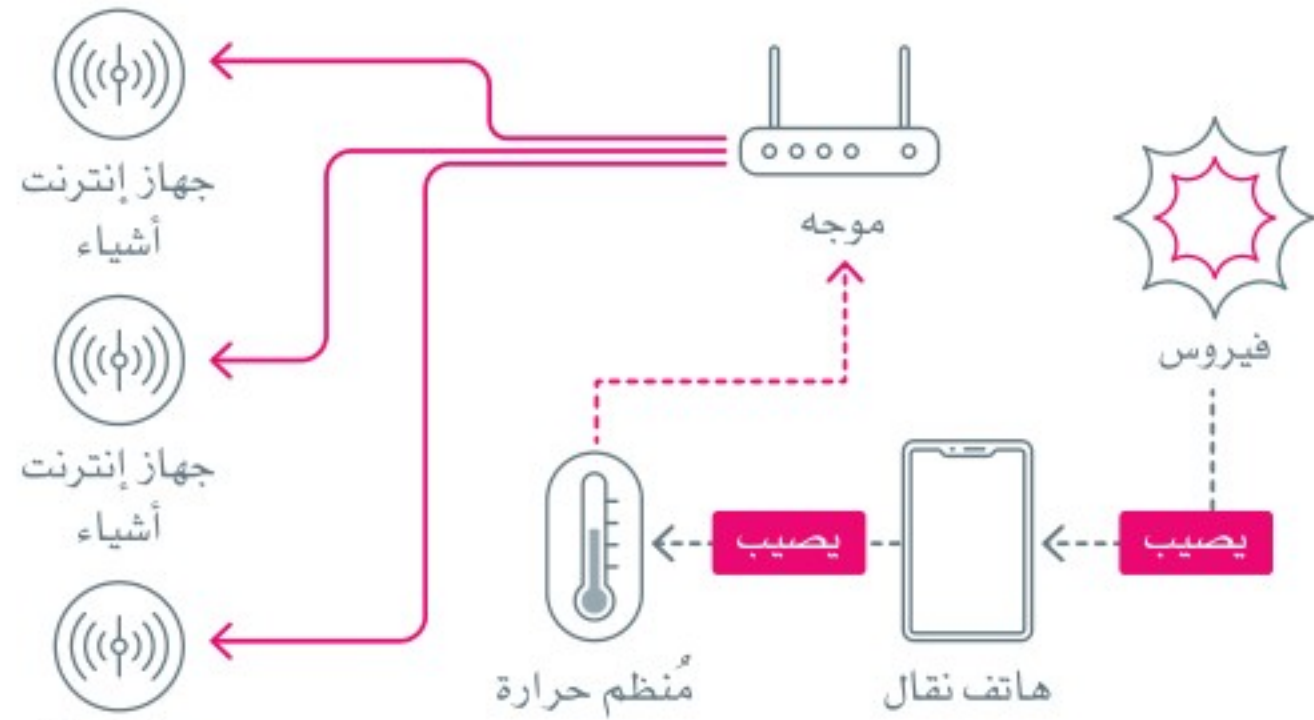 موجه
فيروس
يصيب
هاتف نقال
يصيب
مُنظم حرارة
جهاز إنترنت
أشياء
جهاز إنترنت
أشياء